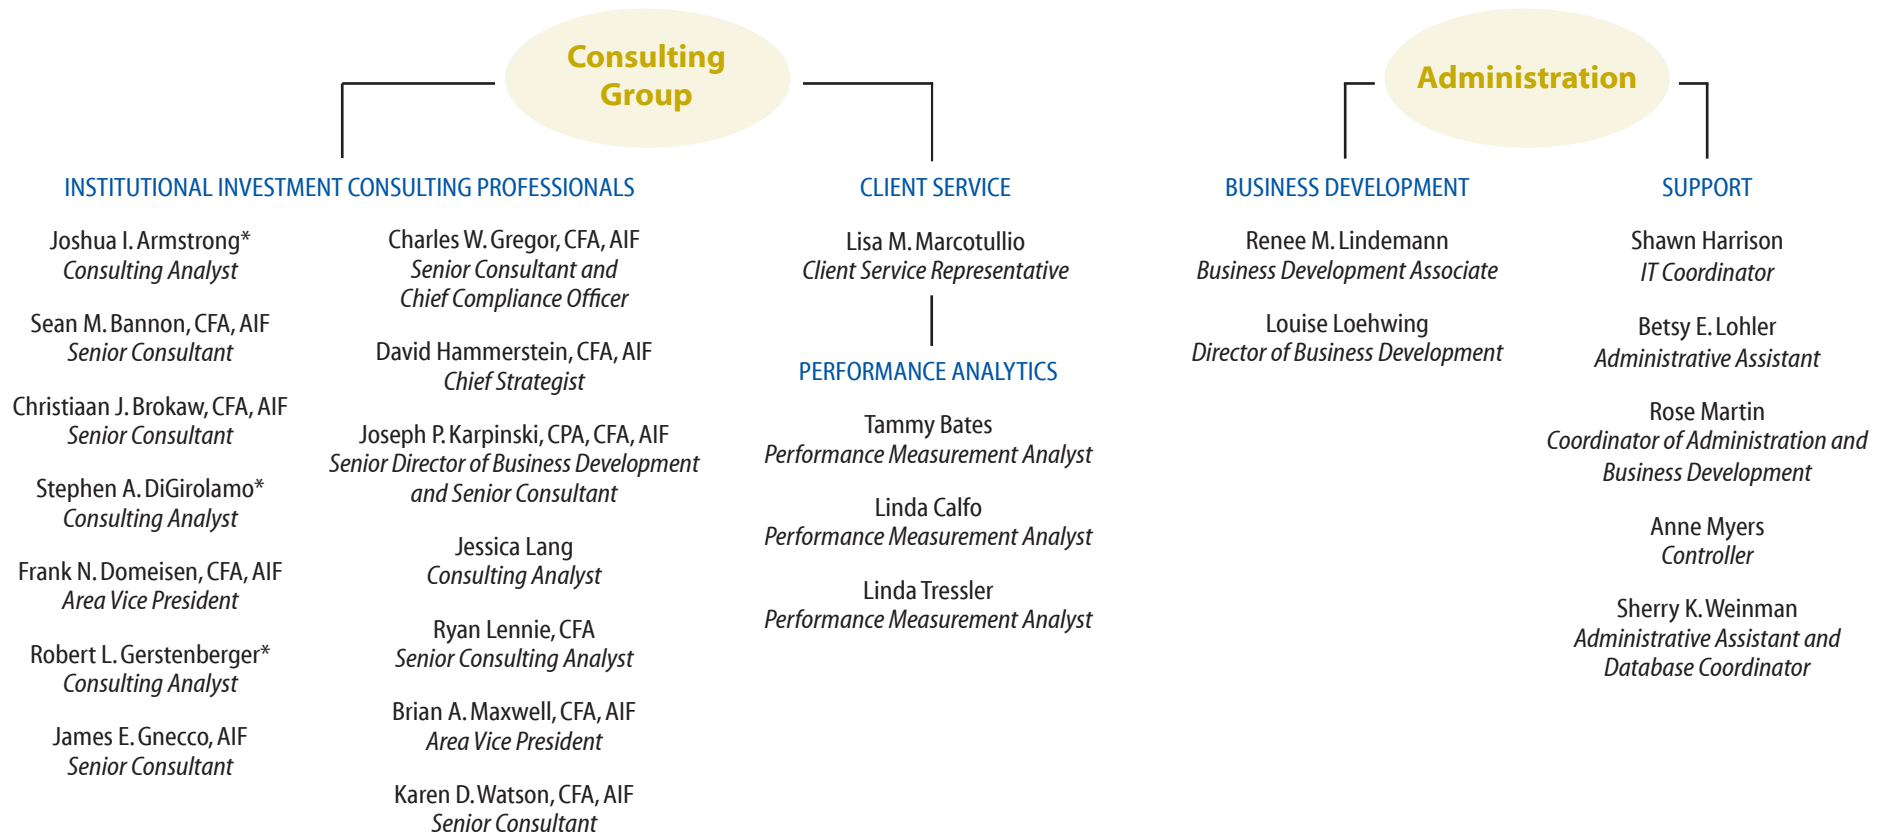 Consulting
Group
Administration
INSTITUTIONAL INVESTMENT CONSULTING PROFESSIONALS
Joshua I. Armstrong*
Consulting Analyst
Sean M. Bannon, CFA, AIF
Senior Consultant
Christiaan J. Brokaw, CFA, AIF
Senior Consultant
Stephen A. DiGirolamo*
Consulting Analyst
Frank N. Domeisen, CFA, AIF
Area Vice President
Robert L. Gerstenberger*
Consulting Analyst
James E. Gnecco, AIF
Senior Consultant
Charles W. Gregor, CFA, AIF
Senior Consultant and
Chief Compliance Officer
David Hammerstein, CFA, AIF
Chief Strategist
Joseph P. Karpinski, CPA, CFA, AIF
Senior Director of Business Development
and Senior Consultant
Jessica Lang
Consulting Analyst
Ryan Lennie, CFA
Senior Consulting Analyst
Brian A. Maxwell, CFA, AIF
Area Vice President
Karen D. Watson, CFA, AIF
Senior Consultant
CLIENT SERVICE
Lisa M. Marcotullio
Client Service Representative
PERFORMANCE ANALYTICS
Tammy Bates
Performance Measurement Analyst
Linda Calfo
Performance Measurement Analyst
Linda Tressler
Performance Measurement Analyst
BUSINESS DEVELOPMENT
Renee M. Lindemann
Business Development Associate
Louise Loehwing
Director of Business Development
SUPPORT
Shawn Harrison
IT Coordinator
Betsy E. Lohler
Administrative Assistant
Rose Martin
Coordinator of Administration and
Business Development
Anne Myers
Controller
Sherry K. Weinman
Administrative Assistant and
Database Coordinator